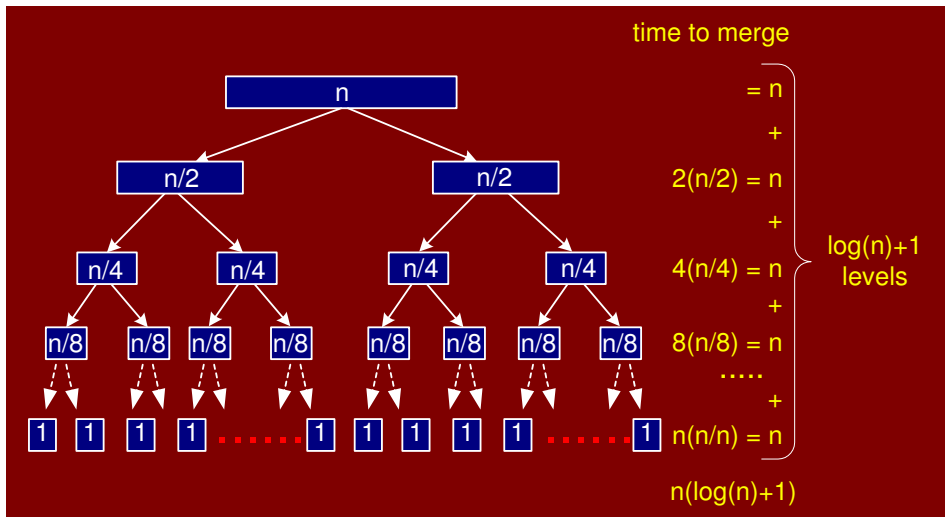 time to merge
n = n
+
n/2 n/2 2(n/2) = n
+
n/4 n/4 n/4 n/4 4(n/4) = n
+
log(n)+1
levels
n/8 n/8 n/8 n/8 n/8 n/8 n/8 n/8 8(n/8) = n
.....
+
1 1 1 1 ....... 1 1 1 1 1 ....... 1 n(n/n) = n
n(log(n)+1)